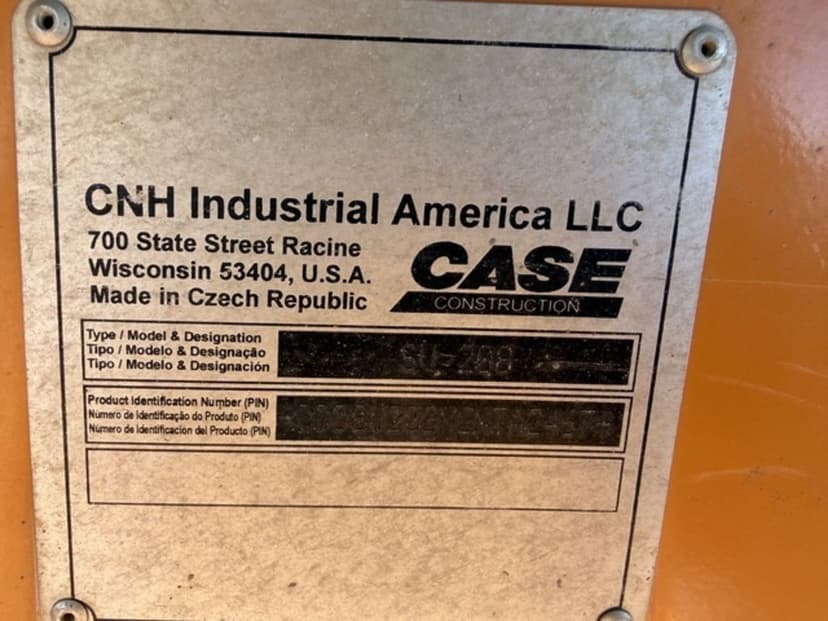 CNH Industrial America LLC
700 State Street Racine
Wisconsin 53404, U.S.A.
Made in Czech Republic
CASE
CONSTRUCTION
Type / Model & Designation
Tipo / Modelo & Designação
Tipo / Modelo & Designación
Product Identification Number (PIN)
Número de Identificação do Produto (PIN)
Número de Identificacion del Producto (PIN)